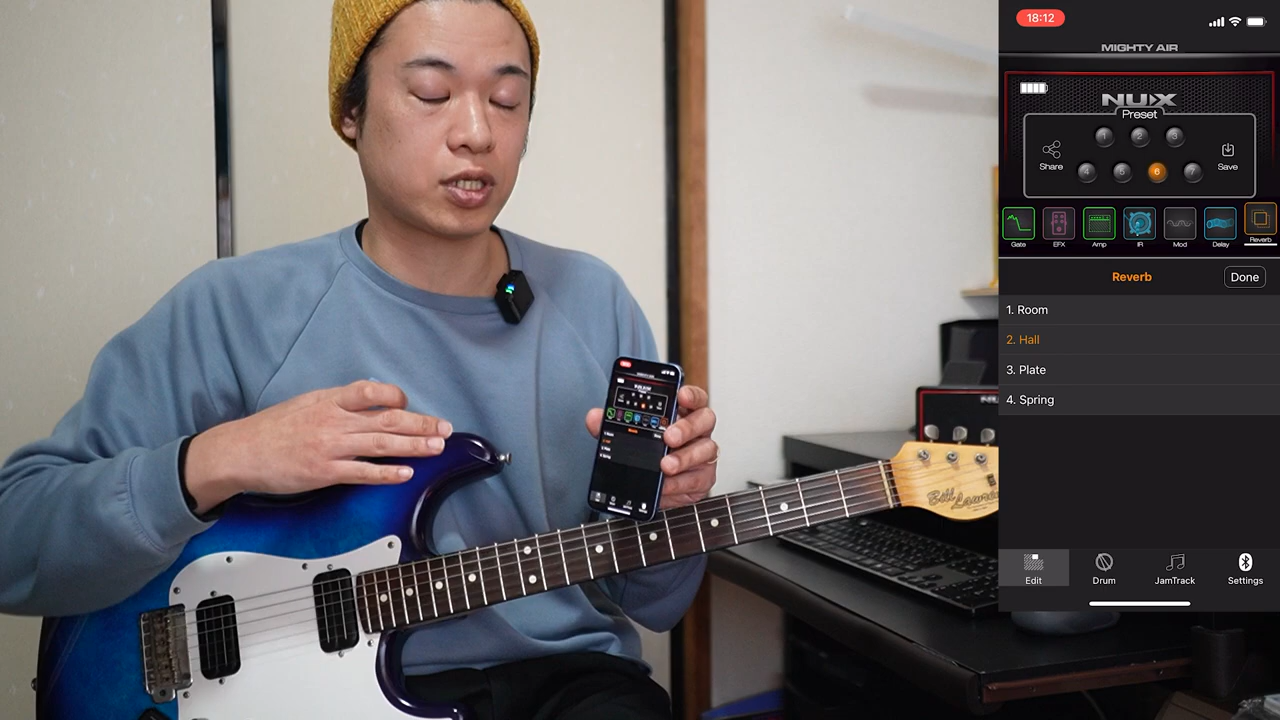 18:12
MIGHTY AIR
NUX
Preset
1 2 3
Share
4 5 6 7
Save
Gate EFX Amp IR Mod Delay Reverb
Reverb
Done
1. Room
2. Hall
3. Plate
4. Spring
Edit Drum JamTrack Settings
Bill